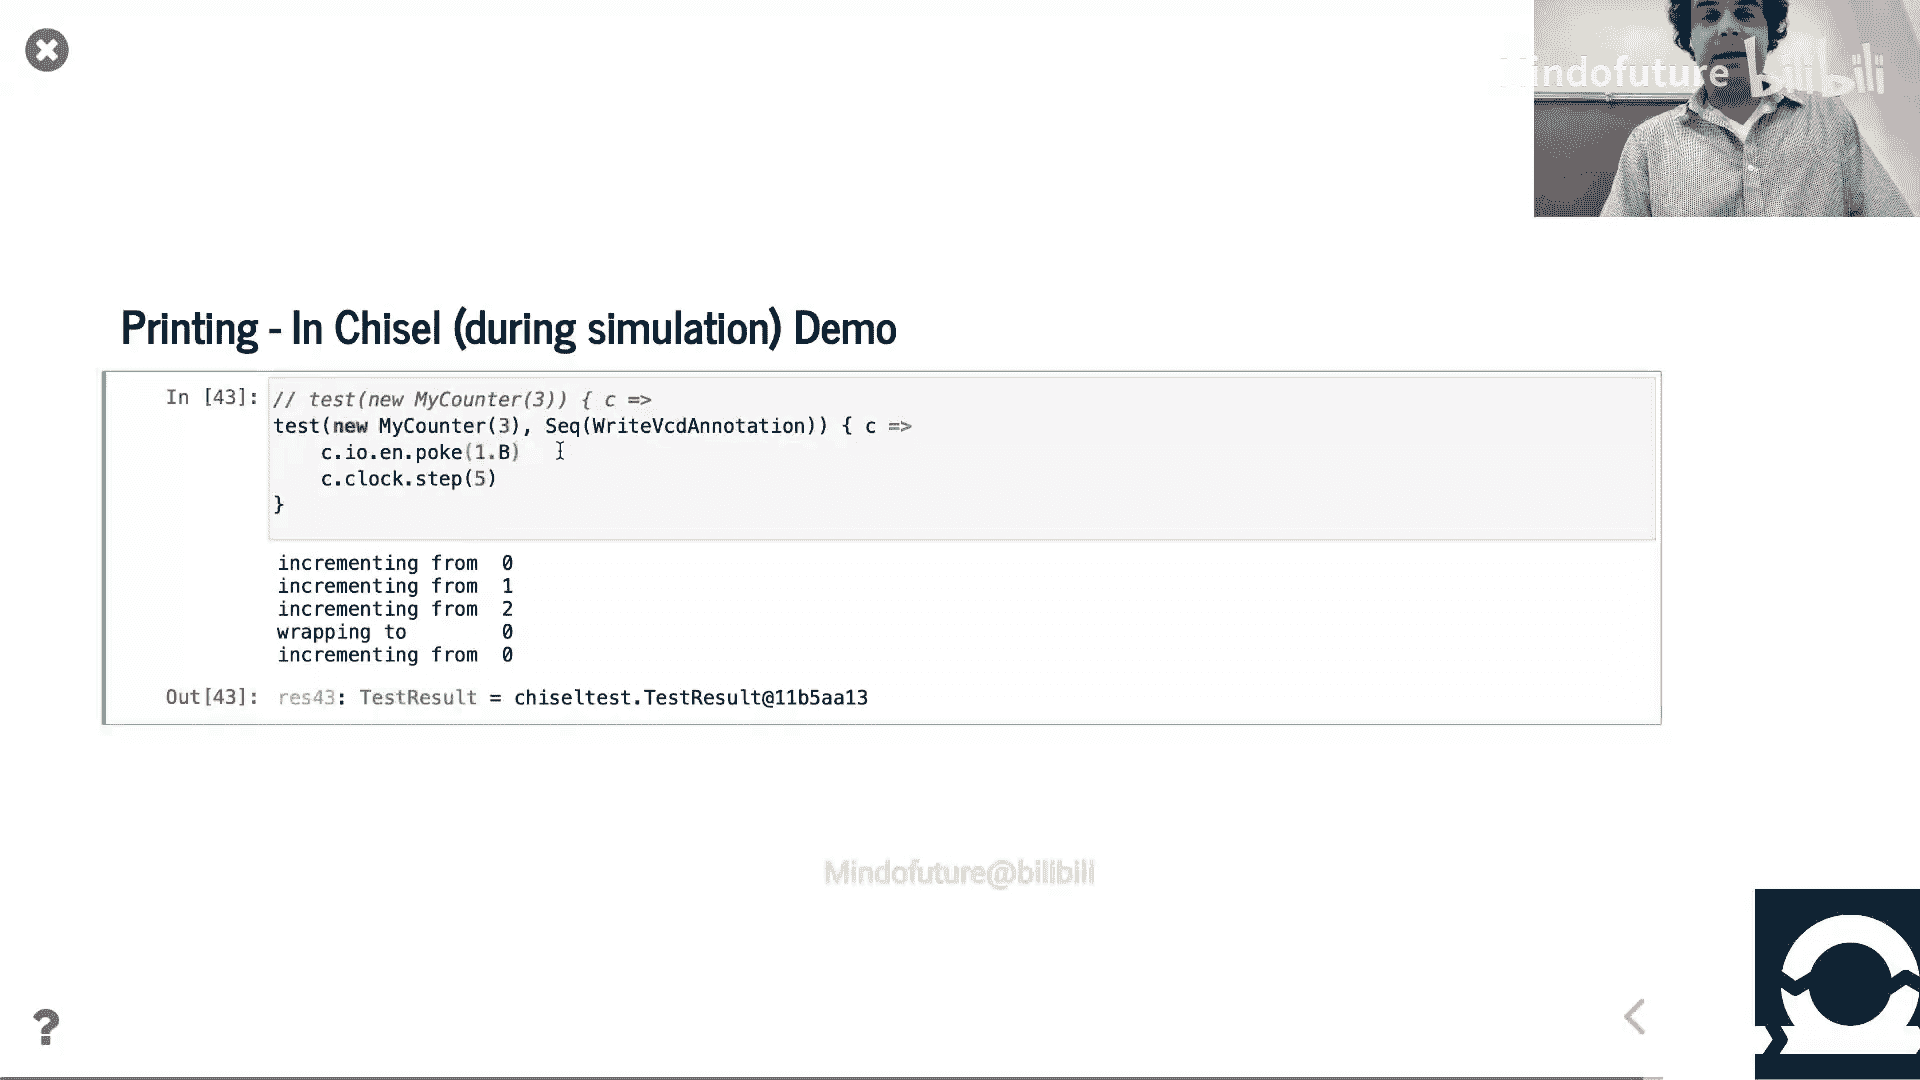 Mindofuture bilibili
Printing - In Chisel (during simulation) Demo
In [43]: // test(new MyCounter(3)) { c =>
test(new MyCounter(3), Seq(WriteVcdAnnotation)) { c =>
c.io.en.poke(1.B)
c.clock.step(5)
}
incrementing from 0
incrementing from 1
incrementing from 2
wrapping to 0
incrementing from 0
Out[43]: res43: TestResult = chiseltest.TestResult@11b5aa13
Mindofuture@bilibili
?